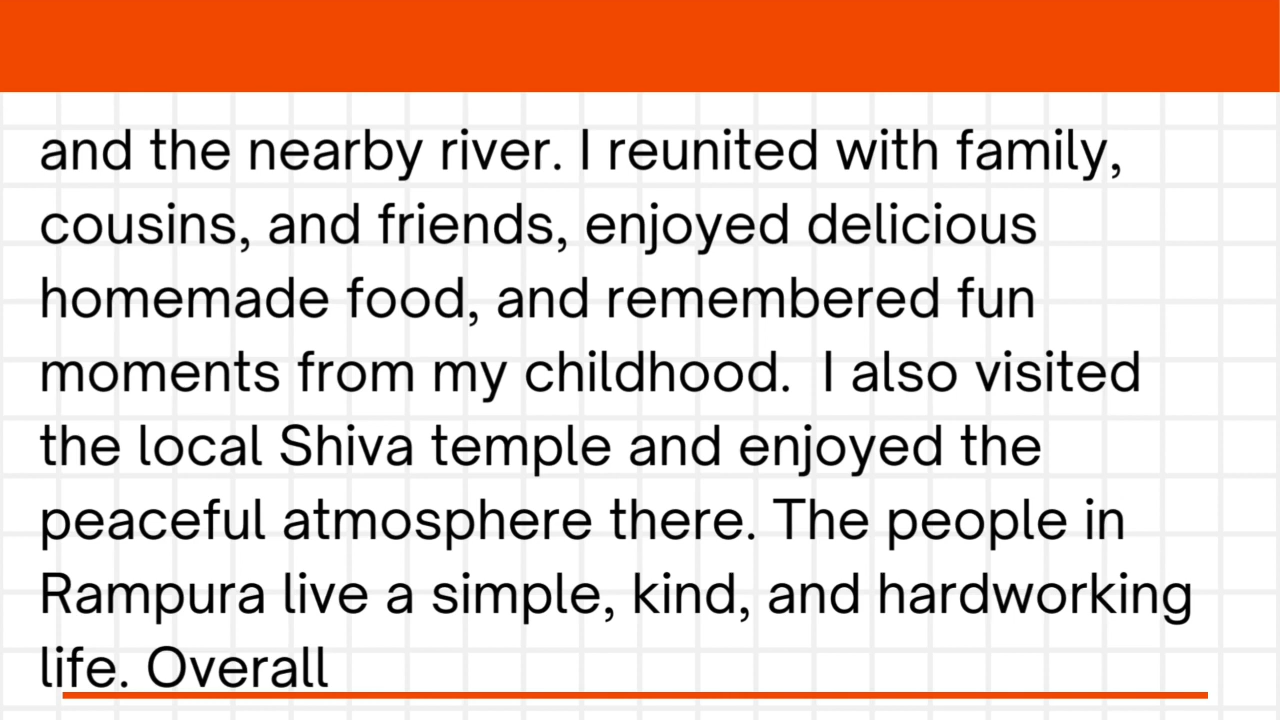 and the nearby river. I reunited with family,
cousins, and friends, enjoyed delicious
homemade food, and remembered fun
moments from my childhood.  I also visited
the local Shiva temple and enjoyed the
peaceful atmosphere there. The people in
Rampura live a simple, kind, and hardworking
life. Overall